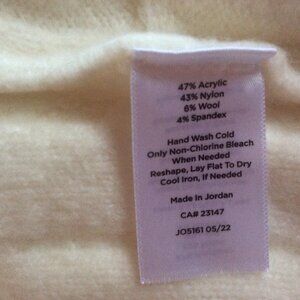 47% Acrylic
43% Nylon
6% Wool
4% Spandex
Hand Wash Cold
Only Non-Chlorine Bleach
When Needed
Reshape, Lay Flat To Dry
Cool Iron, If Needed
Made In Jordan
CA# 23147
JO5161 05/22